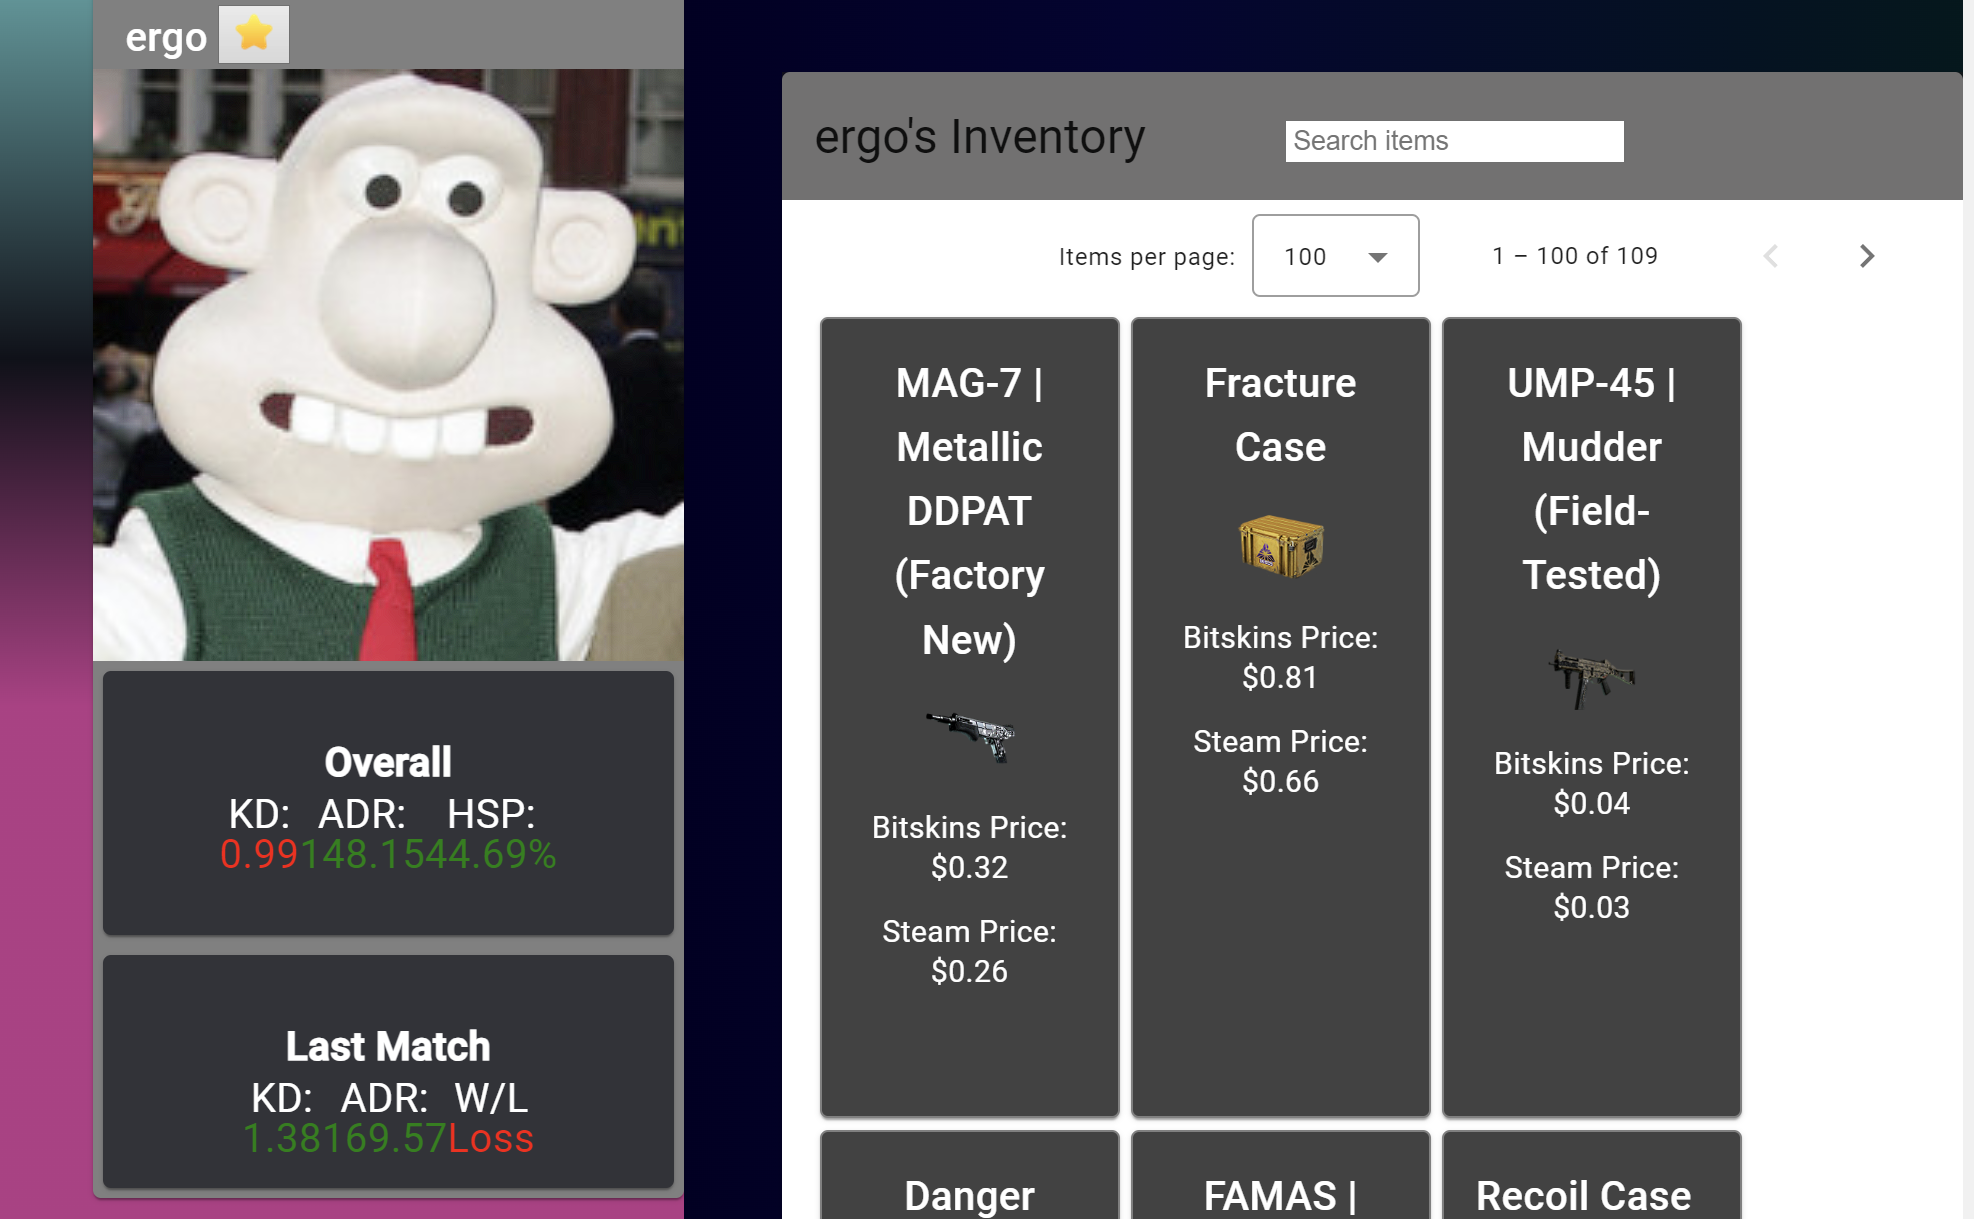 ergo
ergo's Inventory
Search items
Items per page:
100
1 – 100 of 109
MAG-7 |
Metallic
DDPAT
(Factory
New)
Bitskins Price:
$0.32
Steam Price:
$0.26
Fracture
Case
Bitskins Price:
$0.81
Steam Price:
$0.66
UMP-45 |
Mudder
(Field-
Tested)
Bitskins Price:
$0.04
Steam Price:
$0.03
Overall
KD: ADR: HSP:
0.99148.1544.69%
Last Match
KD: ADR: W/L
1.38169.57Loss
Danger
FAMAS |
Recoil Case